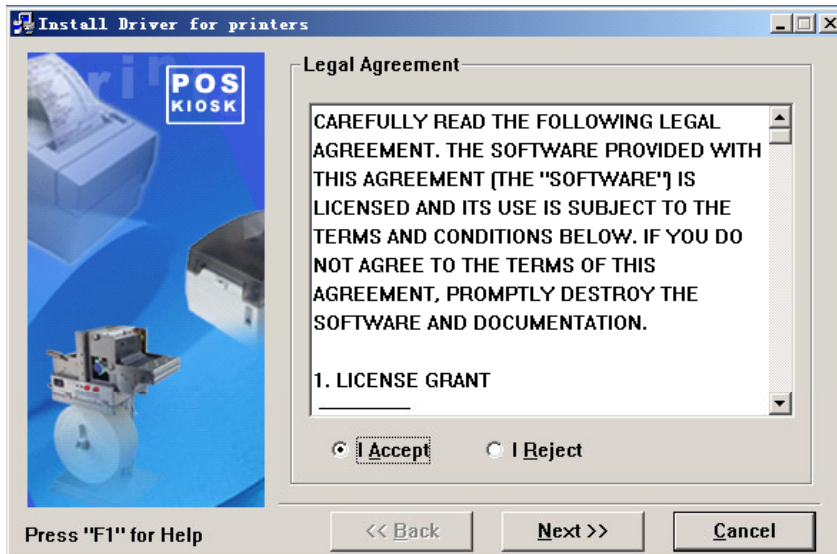 Install Driver for printers
POS
KIOSK
Legal Agreement
CAREFULLY READ THE FOLLOWING LEGAL
AGREEMENT. THE SOFTWARE PROVIDED WITH
THIS AGREEMENT (THE "SOFTWARE") IS
LICENSED AND ITS USE IS SUBJECT TO THE
TERMS AND CONDITIONS BELOW. IF YOU DO
NOT AGREE TO THE TERMS OF THIS
AGREEMENT, PROMPTLY DESTROY THE
SOFTWARE AND DOCUMENTATION.
1. LICENSE GRANT
I Accept
I Reject
Press "F1" for Help
<< Back
Next >>
Cancel